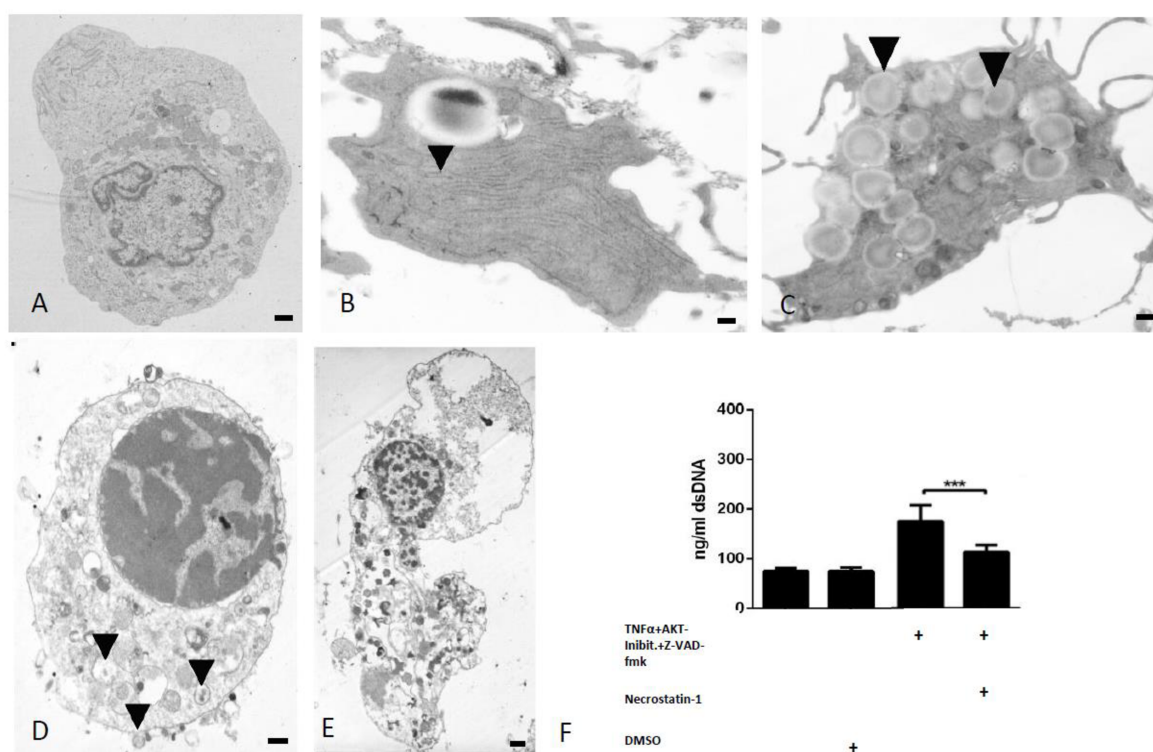 A
B
C
D
E
F
400
300
200
100
0
ng/ml dsDNA
***
TNFα+AKT-
Inibit.+Z-VAD-
fmk
+ +
Necrostatin-1
+
DMSO
+